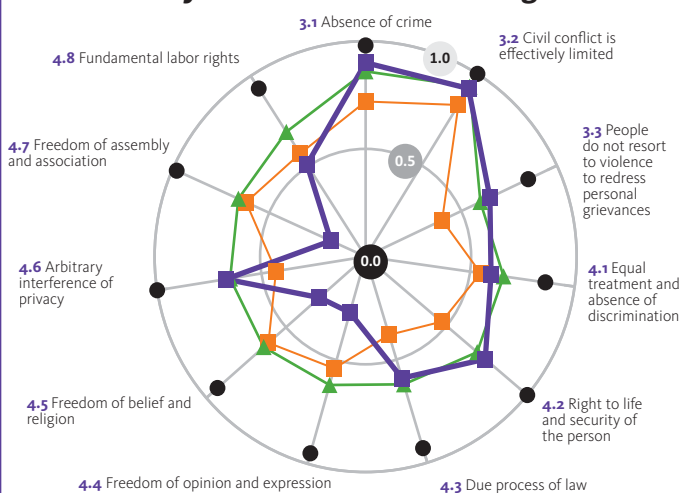 3.1 Absence of crime
3.2 Civil conflict is
effectively limited
1.0
4.8 Fundamental labor rights
3.3 People
do not resort
to violence
to redress
personal
grievances
4.7 Freedom of assembly
and association
0.5
0.0
4.6 Arbitrary
interference of
privacy
4.1 Equal
treatment and
absence of
discrimination
4.5 Freedom of belief and
religion
4.2 Right to life
and security of
the person
4.4 Freedom of opinion and expression
4.3 Due process of law